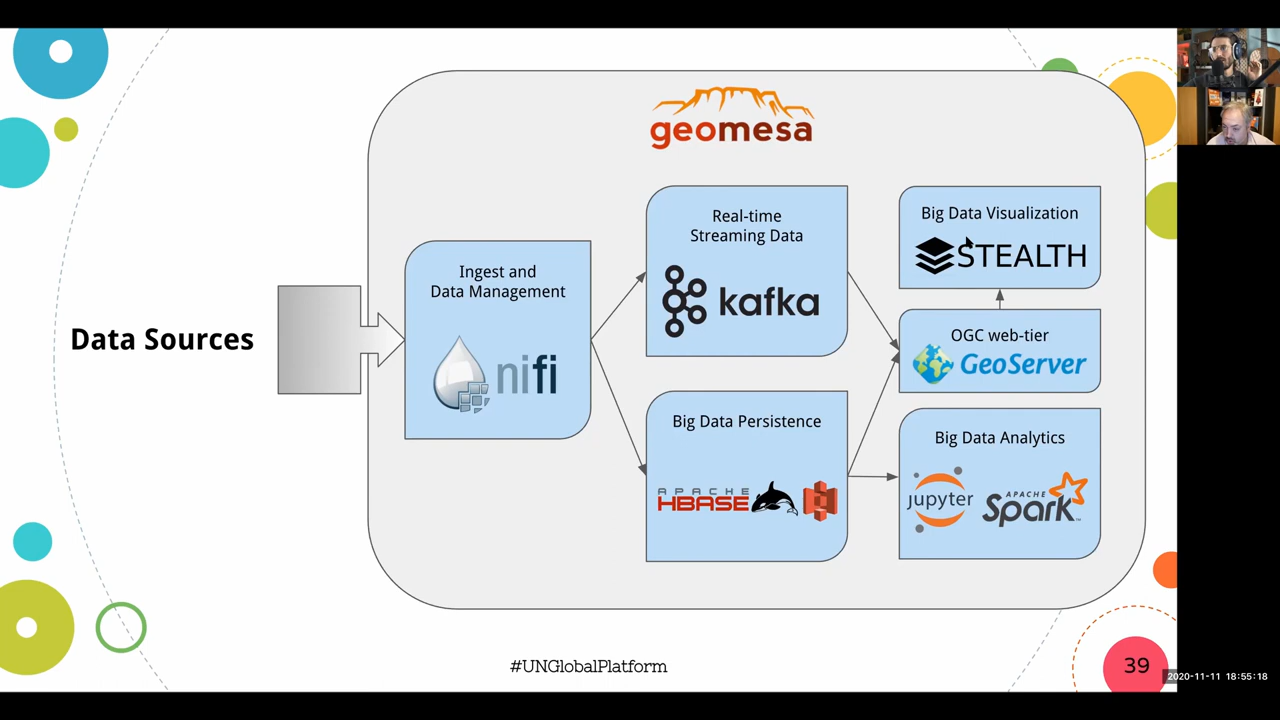 geomesa
Data Sources
Ingest and
Data Management
nifi
Real-time
Streaming Data
kafka
Big Data Persistence
APACHE
HBASE
Big Data Visualization
STEALTH
OGC web-tier
GeoServer
Big Data Analytics
jupyter
APACHE
Spark™
#UNGlobalPlatform
39
2020-11-11 18:55:18